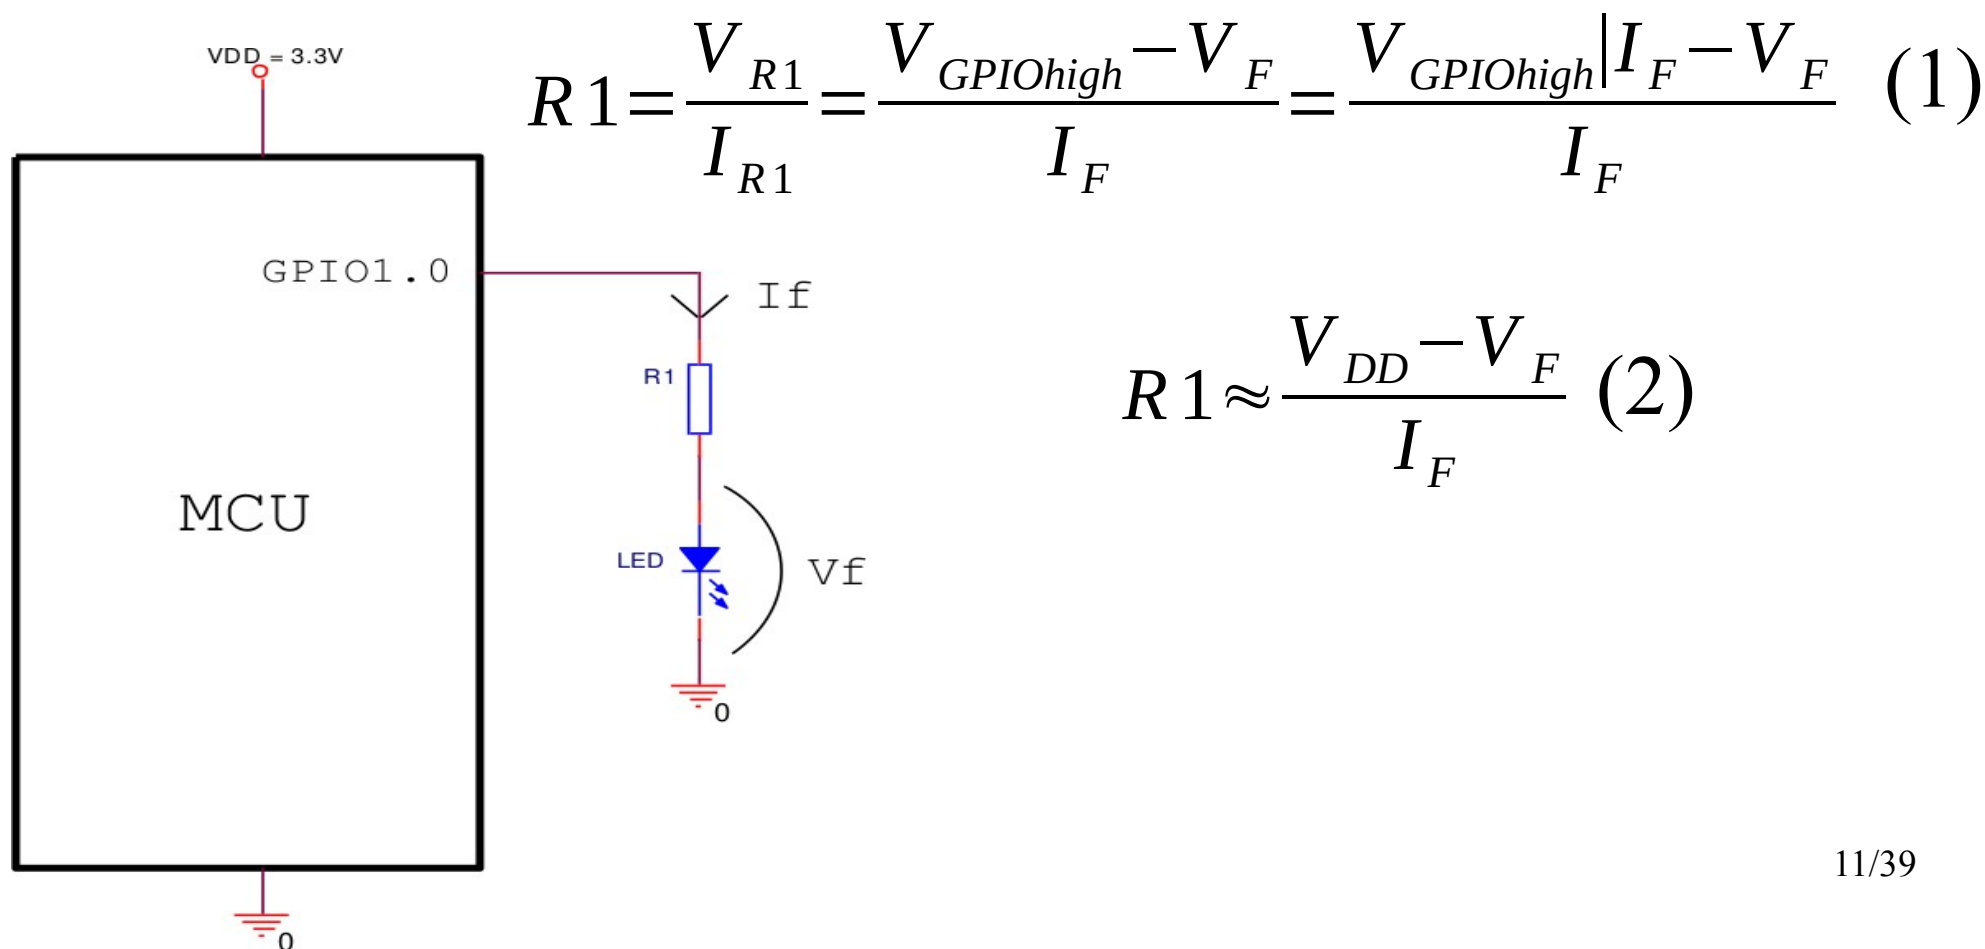 VDD = 3.3V
R1 = V_R1 / I_R1 = (V_GPIOhigh − V_F) / I_F = (V_GPIOhigh|I_F − V_F) / I_F (1)
GPIO1.0
If
R1
R1 ≈ (V_DD − V_F) / I_F (2)
MCU
LED
Vf
0
11/39
0